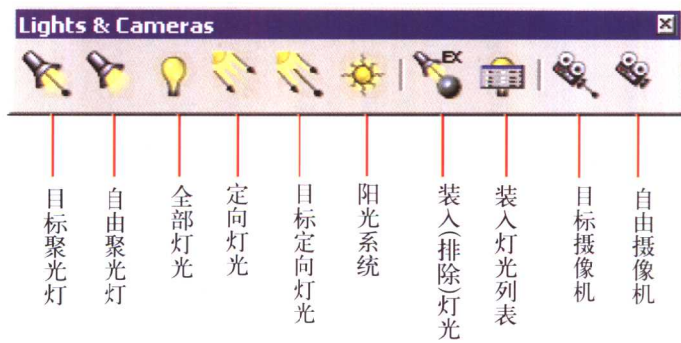 Lights & Cameras
EX
目标聚光灯
自由聚光灯
全部灯光
定向灯光
目标定向灯光
阳光系统
装入(排除)灯光
装入灯光列表
目标摄像机
自由摄像机